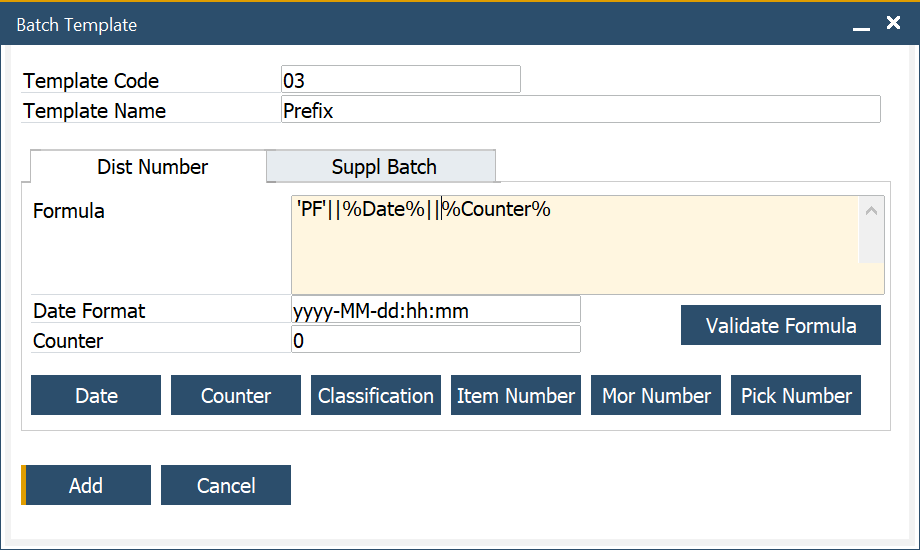 Batch Template
Template Code 03
Template Name Prefix
Dist Number Suppl Batch
Formula 'PF'||%Date%||%Counter%
Date Format yyyy-MM-dd:hh:mm
Validate Formula
Counter 0
Date Counter Classification Item Number Mor Number Pick Number
Add Cancel